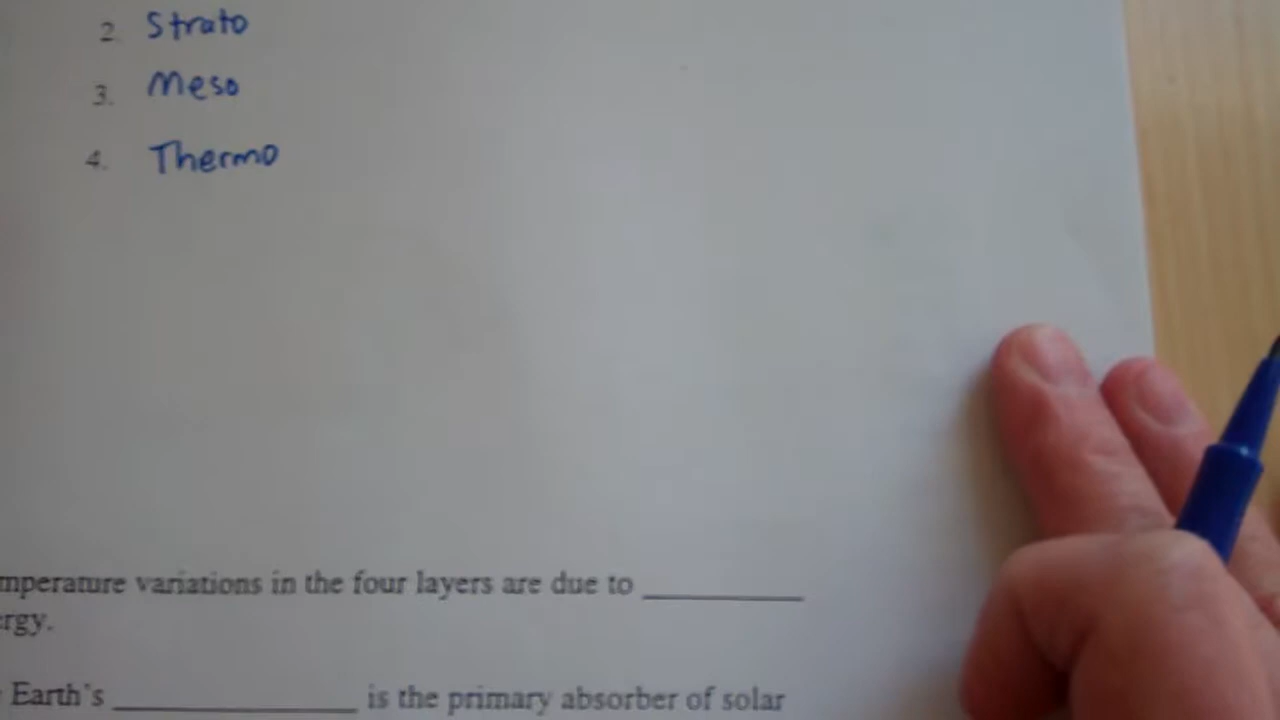 2. Strato
3. Meso
4. Thermo
mperature variations in the four layers are due to __________
ergy.
Earth's _______________ is the primary absorber of solar